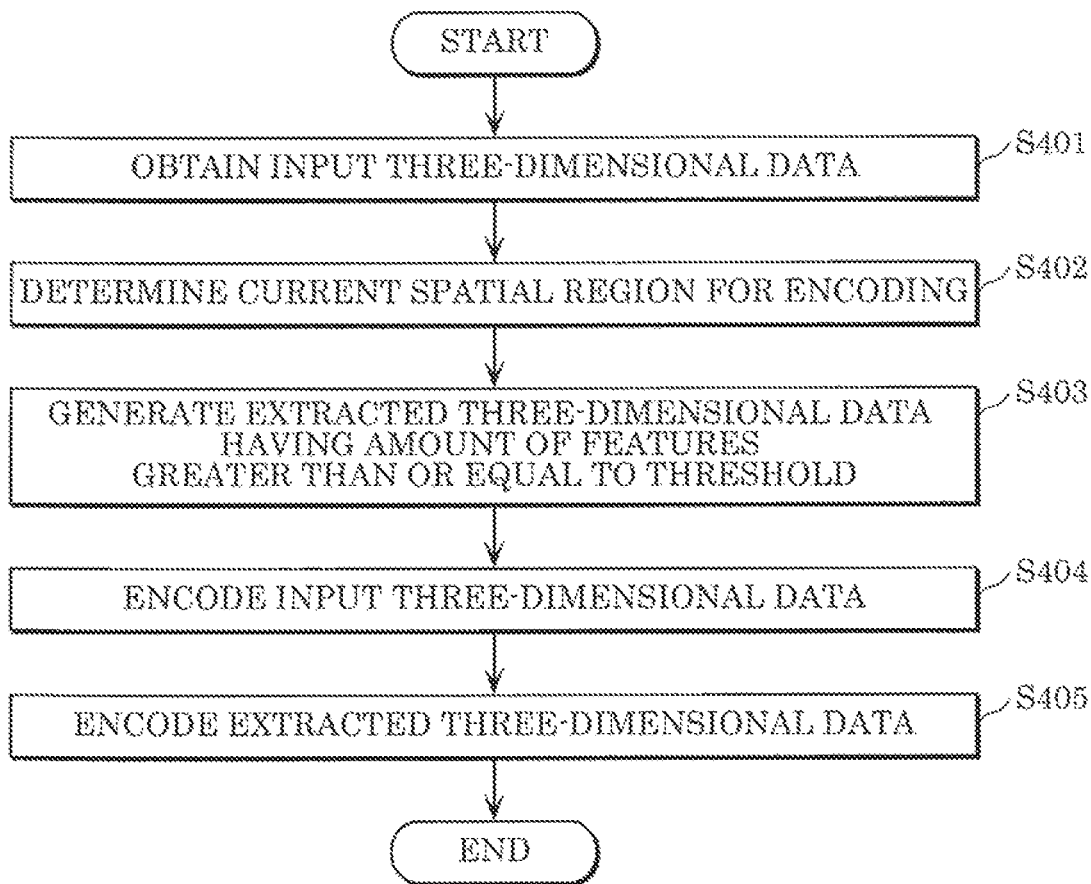 START
OBTAIN INPUT THREE-DIMENSIONAL DATA
S401
DETERMINE CURRENT SPATIAL REGION FOR ENCODING
S402
GENERATE EXTRACTED THREE-DIMENSIONAL DATA
HAVING AMOUNT OF FEATURES
GREATER THAN OR EQUAL TO THRESHOLD
S403
ENCODE INPUT THREE-DIMENSIONAL DATA
S404
ENCODE EXTRACTED THREE-DIMENSIONAL DATA
S405
END